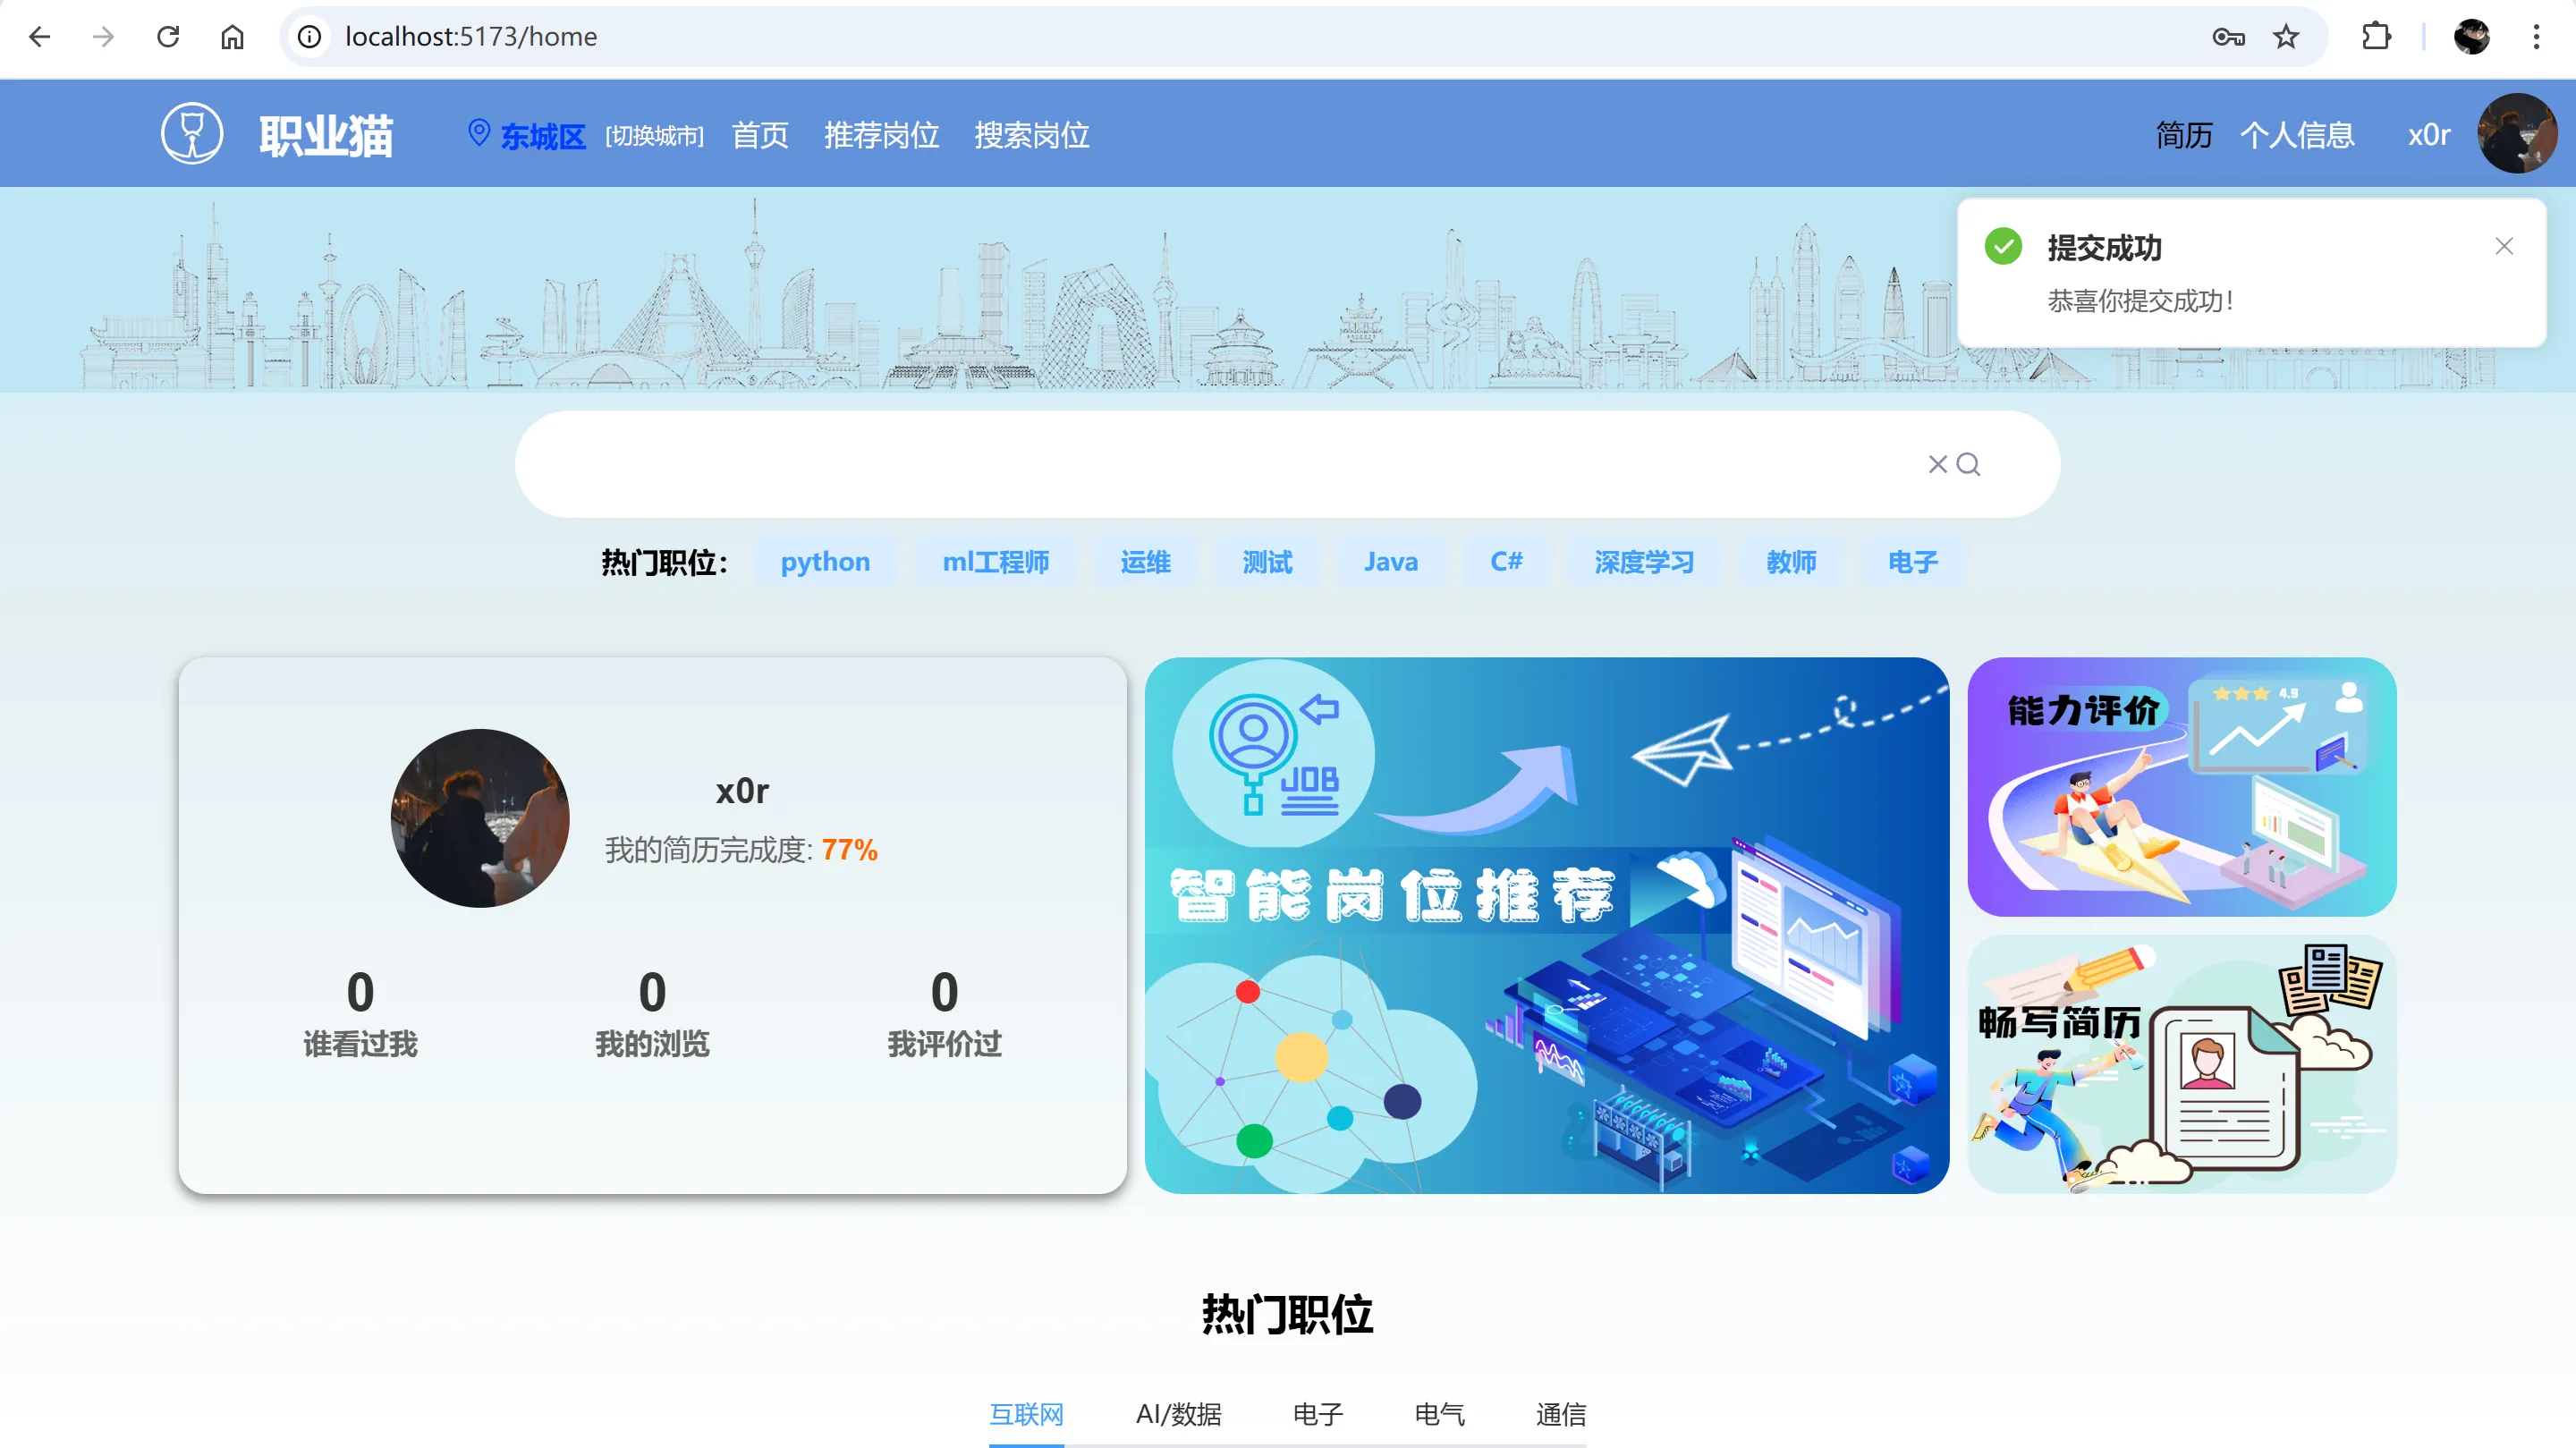 localhost:5173/home
职业猫
东城区 [切换城市] 首页 推荐岗位 搜索岗位
简历 个人信息 x0r
提交成功
恭喜你提交成功!
热门职位: python ml工程师 运维 测试 Java C# 深度学习 教师 电子
x0r
我的简历完成度: 77%
0 0 0
谁看过我 我的浏览 我评价过
JOB
智能岗位推荐
能力评价
4.9
畅写简历
热门职位
互联网 AI/数据 电子 电气 通信